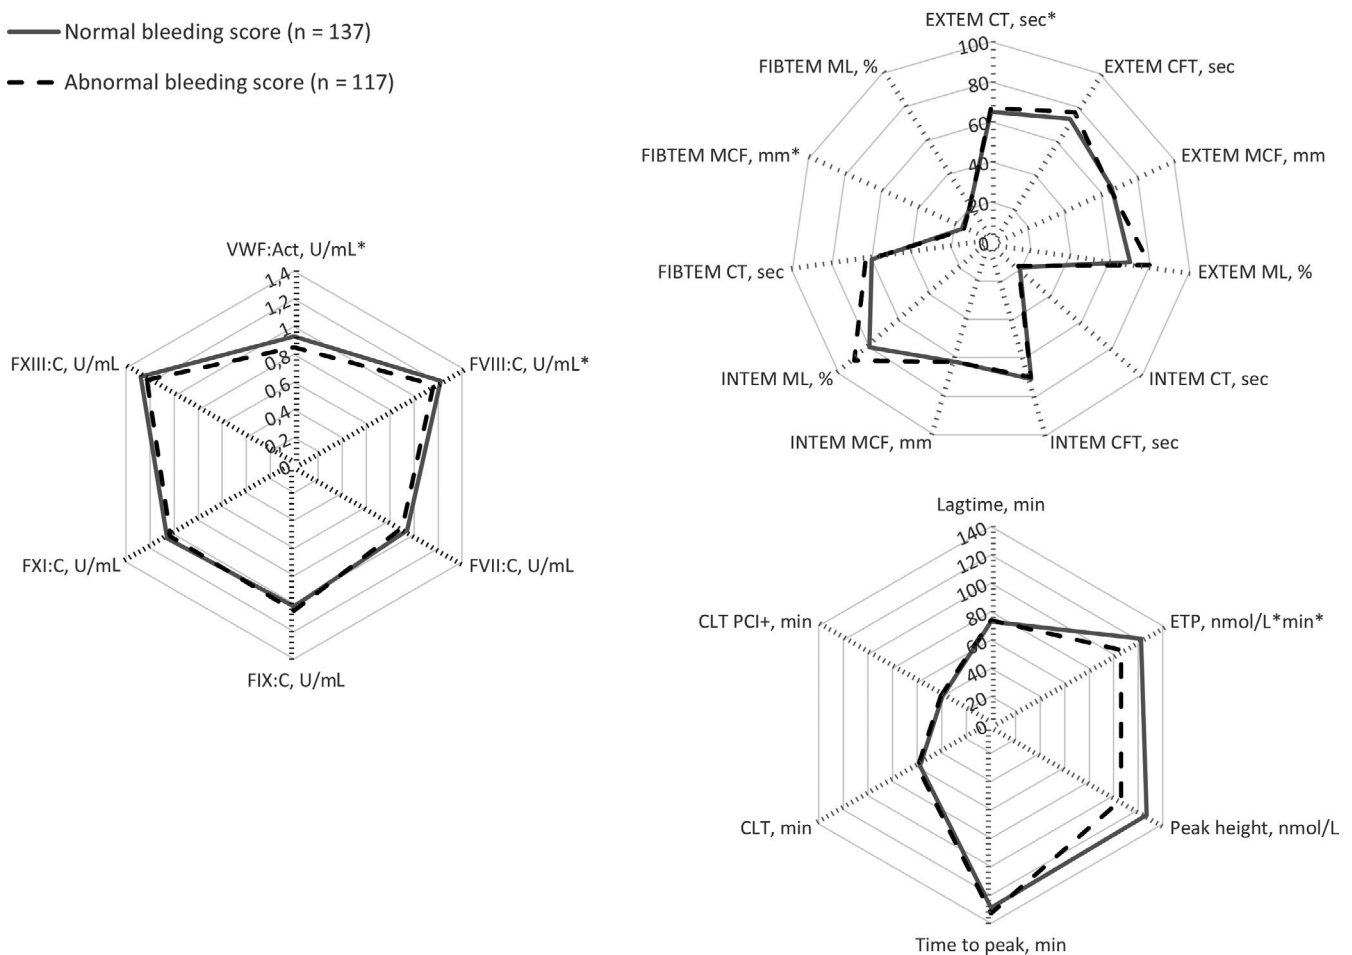 Normal bleeding score (n = 137)
Abnormal bleeding score (n = 117)
VWF:Act, U/mL*
1,4
1,2
1
0,8
0,6
0,4
0,2
0
FVIII:C, U/mL*
FVII:C, U/mL
FIX:C, U/mL
FXI:C, U/mL
FXIII:C, U/mL
EXTEM CT, sec*
100
80
60
40
20
0
EXTEM CFT, sec
EXTEM MCF, mm
EXTEM ML, %
INTEM CT, sec
INTEM CFT, sec
INTEM MCF, mm
INTEM ML, %
FIBTEM CT, sec
FIBTEM MCF, mm*
FIBTEM ML, %
Lagtime, min
140
120
100
80
60
40
20
0
ETP, nmol/L*min*
Peak height, nmol/L
Time to peak, min
CLT, min
CLT PCI+, min